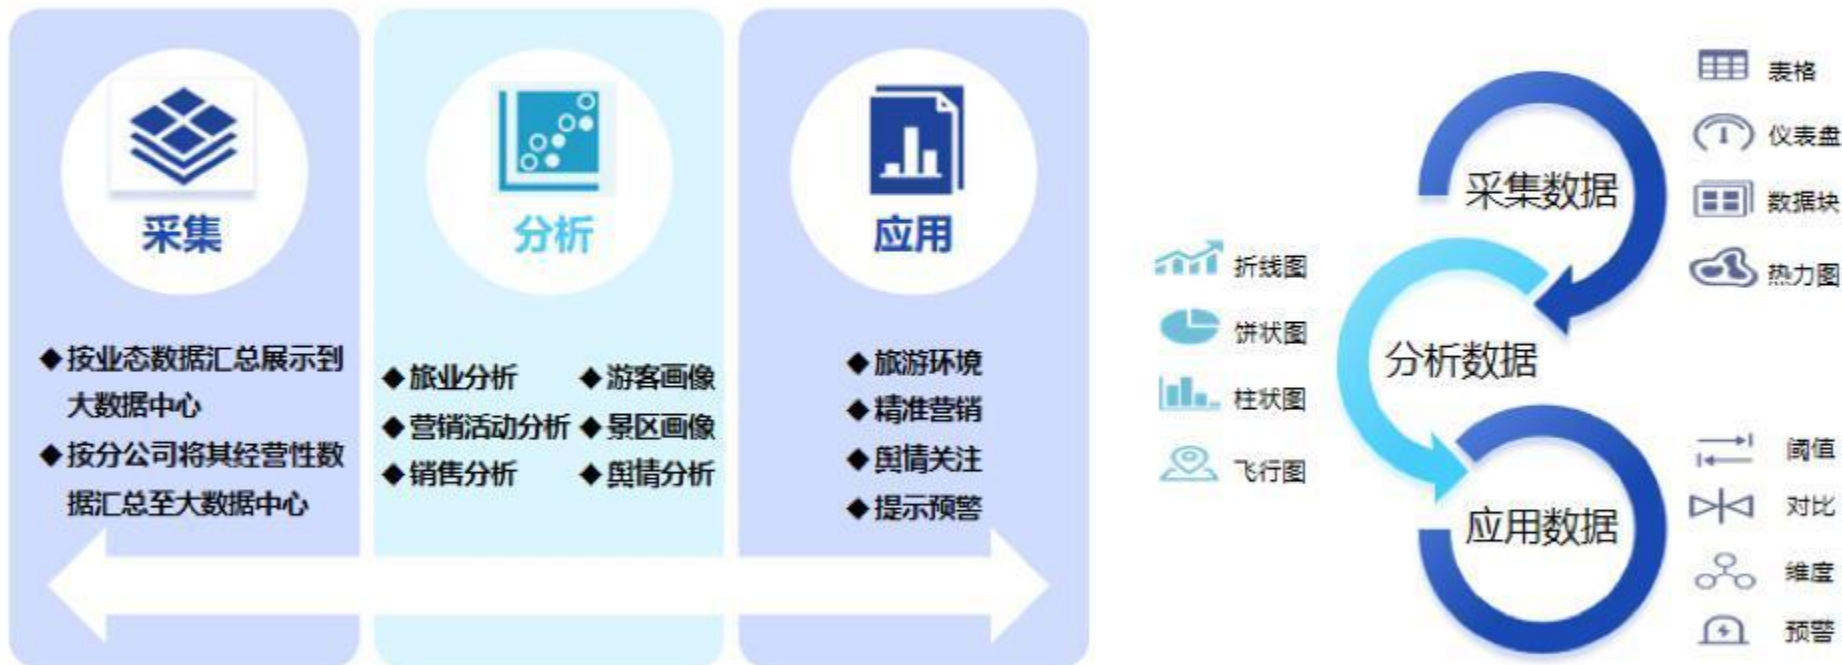 采集
◆按业态数据汇总展示到
大数据中心
◆按分公司将其经营性数
据汇总至大数据中心
分析
◆旅业分析
◆游客画像
◆营销活动分析
◆景区画像
◆销售分析
◆舆情分析
应用
◆旅游环境
◆精准营销
◆舆情关注
◆提示预警
采集数据
表格
仪表盘
数据块
热力图
分析数据
折线图
饼状图
柱状图
飞行图
应用数据
阈值
对比
维度
预警